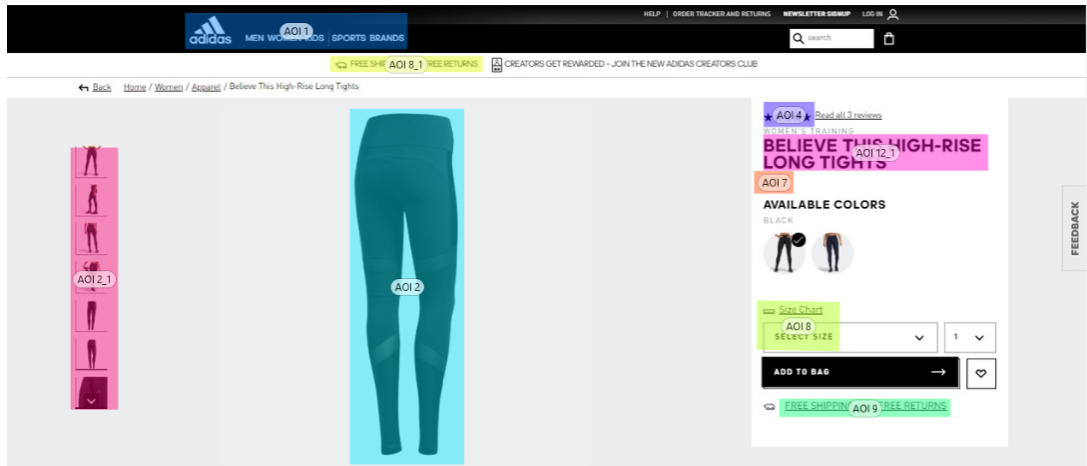 HELP | ORDER TRACKER AND RETURNS NEWSLETTER SIGNUP LOG IN
adidas MEN WOMEN KIDS SPORTS BRANDS
AOI 1
search
FREE RETURNS
AOI 8_1
CREATORS GET REWARDED - JOIN THE NEW ADIDAS CREATORS CLUB
Back Home / Women / Apparel / Believe This High-Rise Long Tights
AOI 4
Read all 3 reviews
WOMEN'S TRAINING
BELIEVE THIS HIGH-RISE
LONG TIGHTS
AOI 12_1
AOI 7
AVAILABLE COLORS
BLACK
FEEDBACK
AOI 2_1
AOI 2
Size Chart
AOI 8
SELECT SIZE
1
ADD TO BAG
FREE SHIPPING FREE RETURNS
AOI 9